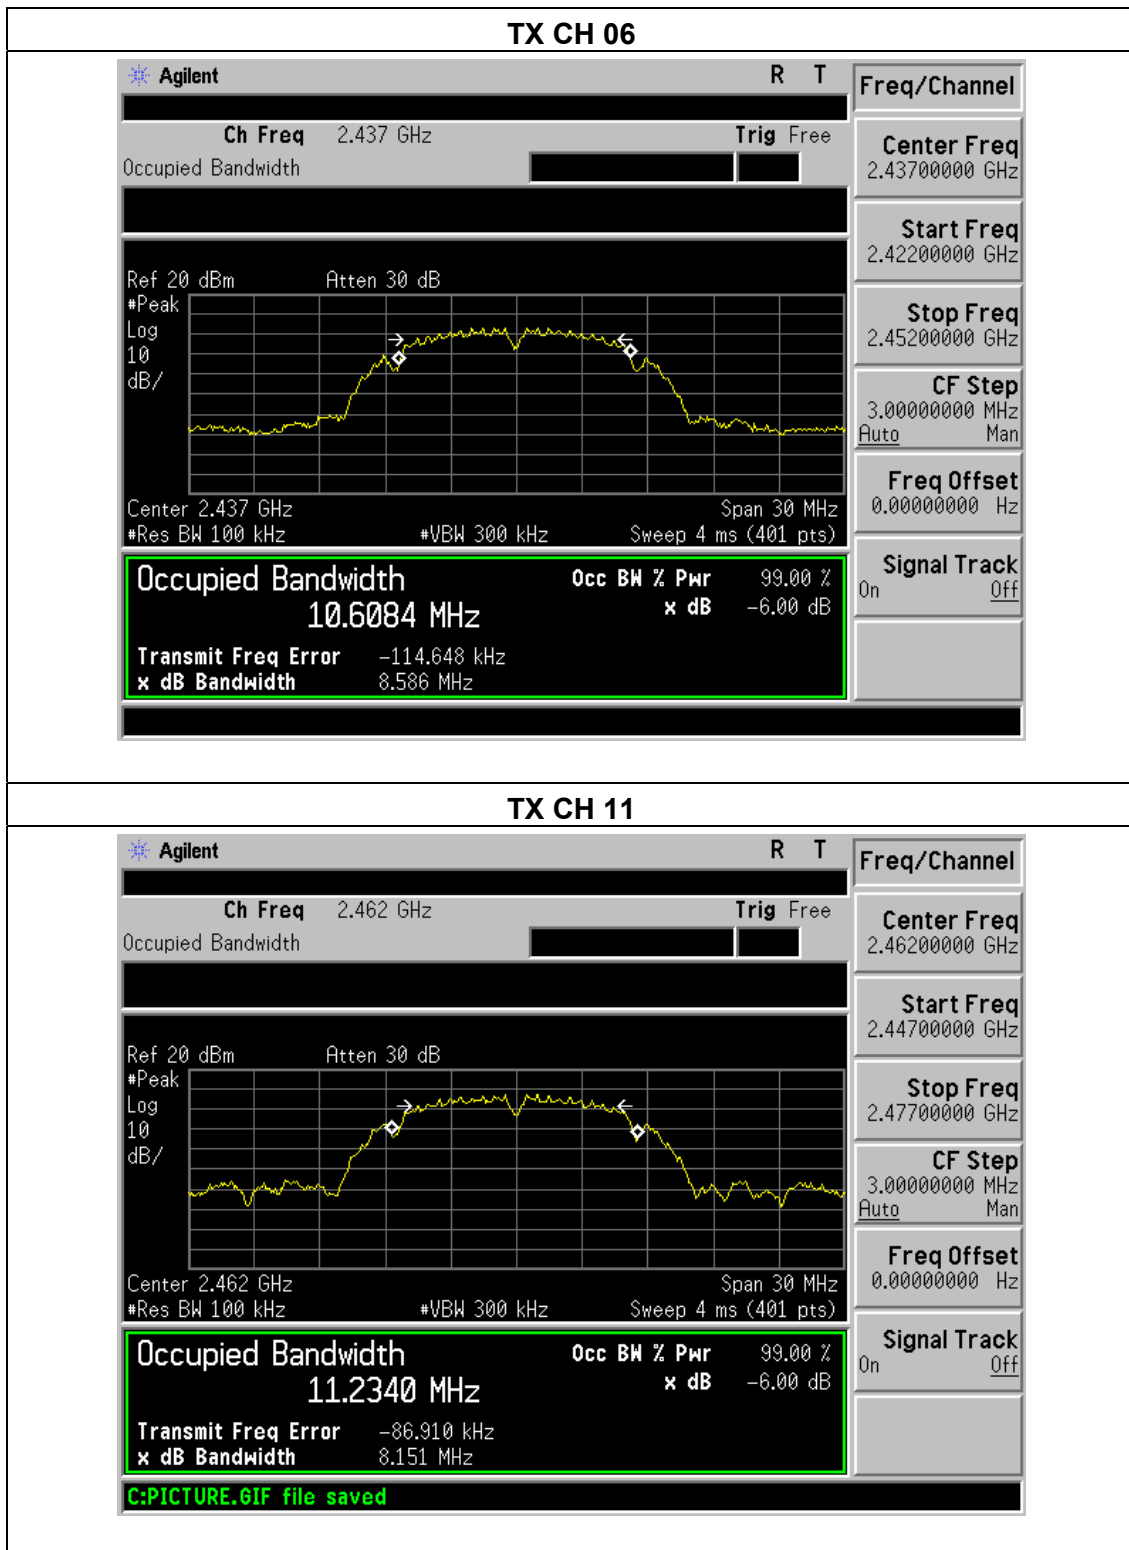 TX CH 06
Agilent R T
Freq/Channel
Ch Freq 2.437 GHz Trig Free
Occupied Bandwidth
Center Freq
2.43700000 GHz
Start Freq
2.42200000 GHz
Stop Freq
2.45200000 GHz
CF Step
3.00000000 MHz
Auto Man
Freq Offset
0.00000000 Hz
Signal Track
On Off
Ref 20 dBm Atten 30 dB
#Peak
Log
10
dB/
Center 2.437 GHz Span 30 MHz
#Res BW 100 kHz #VBW 300 kHz Sweep 4 ms (401 pts)
Occupied Bandwidth Occ BW % Pwr 99.00 %
10.6084 MHz x dB -6.00 dB
Transmit Freq Error -114.648 kHz
x dB Bandwidth 8.586 MHz
TX CH 11
Agilent R T
Freq/Channel
Ch Freq 2.462 GHz Trig Free
Occupied Bandwidth
Center Freq
2.46200000 GHz
Start Freq
2.44700000 GHz
Stop Freq
2.47700000 GHz
CF Step
3.00000000 MHz
Auto Man
Freq Offset
0.00000000 Hz
Signal Track
On Off
Ref 20 dBm Atten 30 dB
#Peak
Log
10
dB/
Center 2.462 GHz Span 30 MHz
#Res BW 100 kHz #VBW 300 kHz Sweep 4 ms (401 pts)
Occupied Bandwidth Occ BW % Pwr 99.00 %
11.2340 MHz x dB -6.00 dB
Transmit Freq Error -86.910 kHz
x dB Bandwidth 8.151 MHz
C:PICTURE.GIF file saved